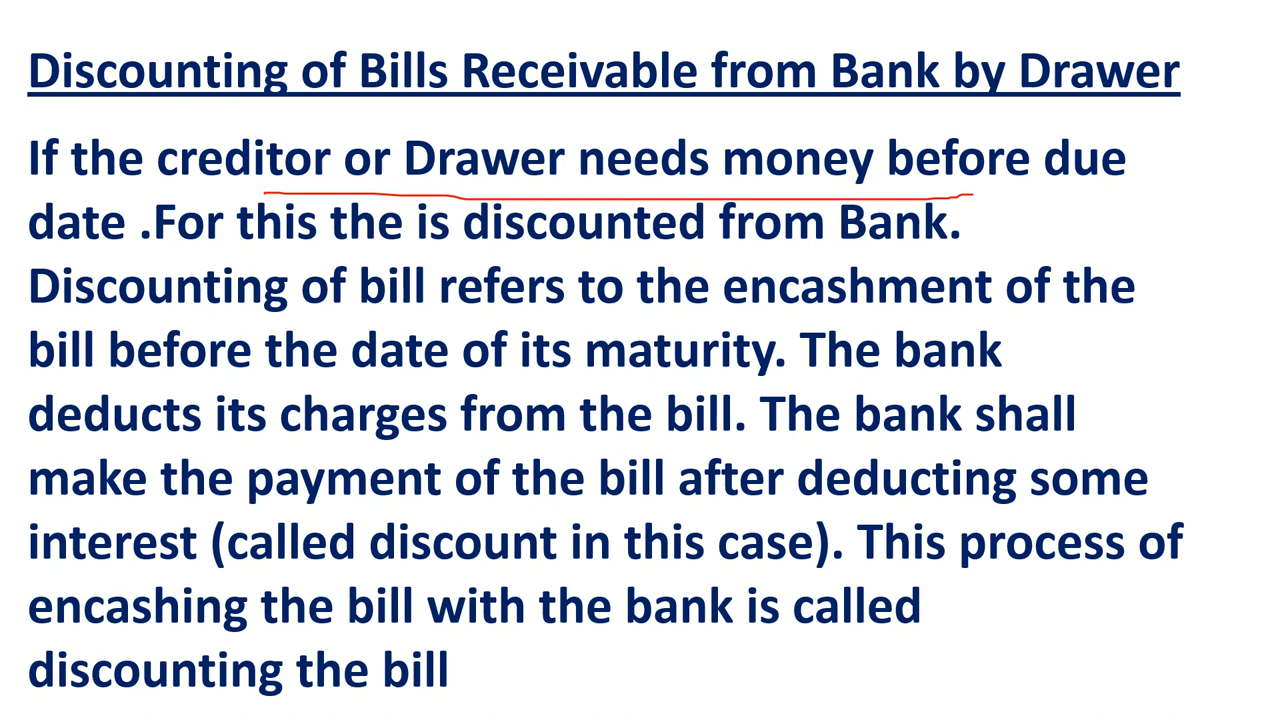 Discounting of Bills Receivable from Bank by Drawer
If the creditor or Drawer needs money before due
date .For this the is discounted from Bank.
Discounting of bill refers to the encashment of the
bill before the date of its maturity. The bank
deducts its charges from the bill. The bank shall
make the payment of the bill after deducting some
interest (called discount in this case). This process of
encashing the bill with the bank is called
discounting the bill